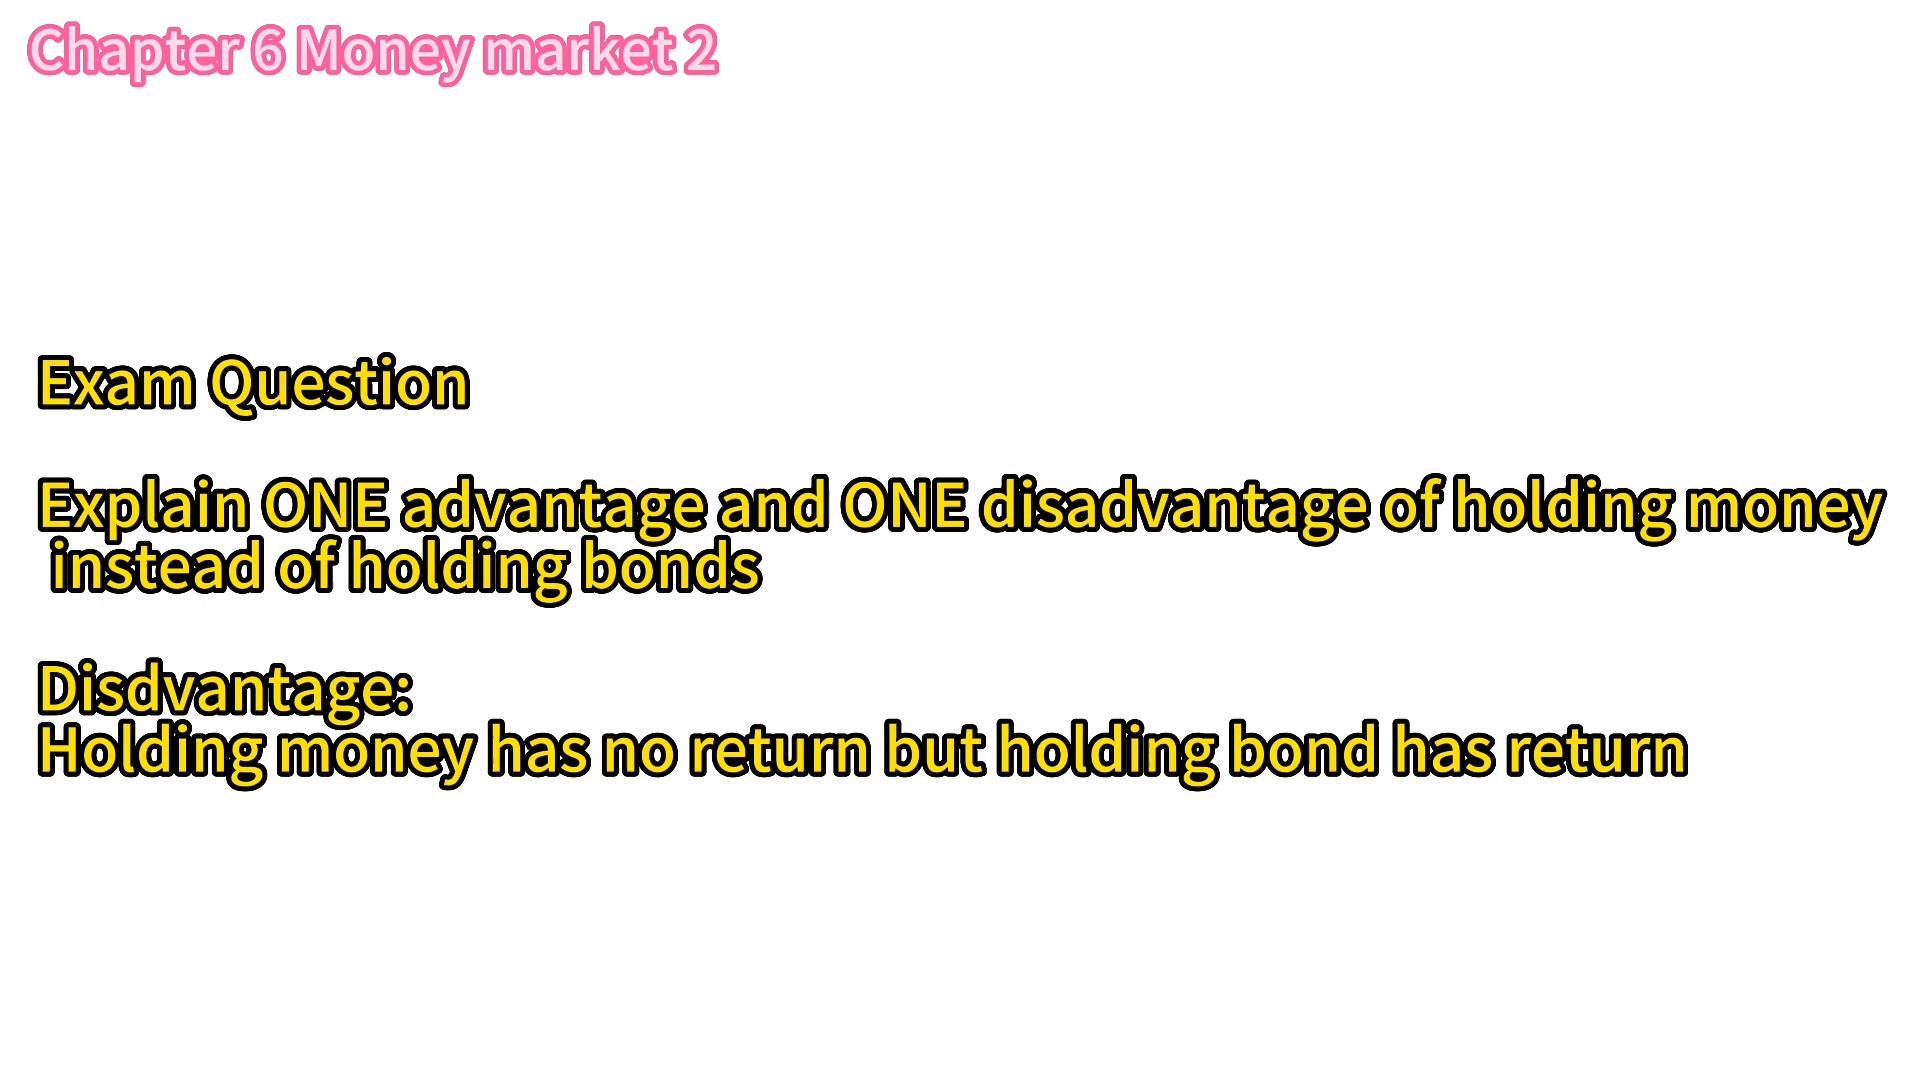 Chapter 6 Money market 2
Exam Question
Explain ONE advantage and ONE disadvantage of holding money
instead of holding bonds
Disdvantage:
Holding money has no return but holding bond has return